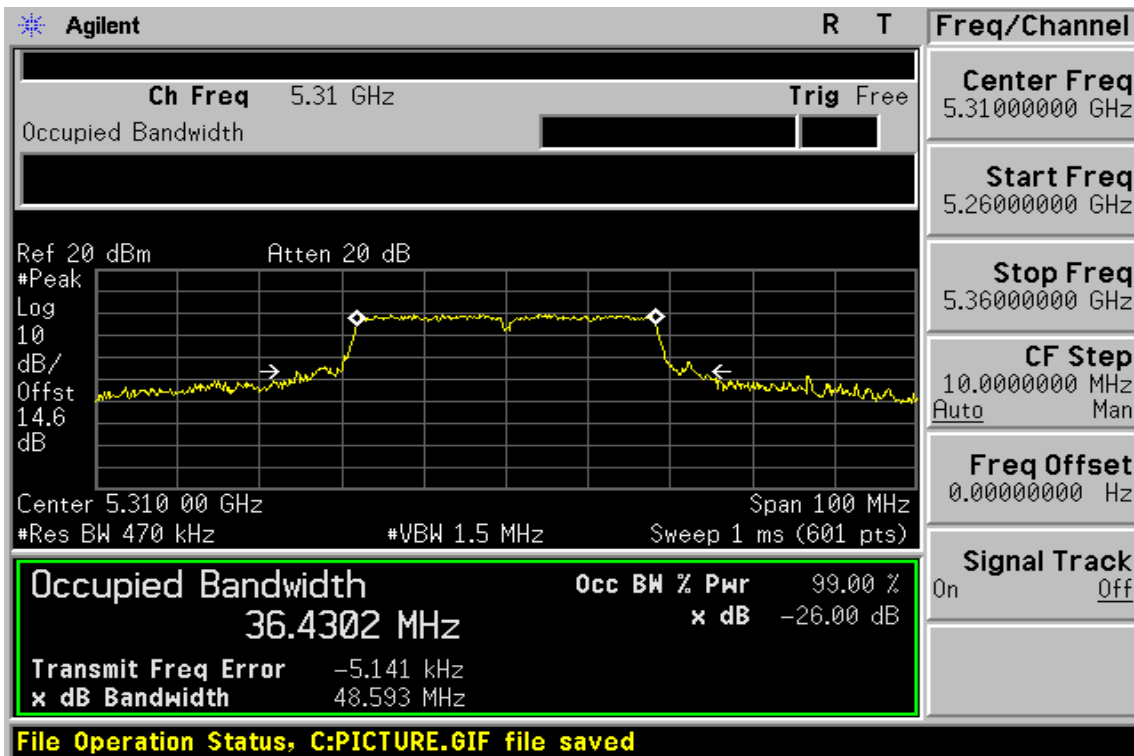 Agilent R T
Ch Freq 5.31 GHz Trig Free
Occupied Bandwidth
Ref 20 dBm Atten 20 dB
#Peak
Log
10
dB/
Offst
14.6
dB
Center 5.310 00 GHz Span 100 MHz
#Res BW 470 kHz #VBW 1.5 MHz Sweep 1 ms (601 pts)
Occupied Bandwidth
36.4302 MHz
Occ BW % Pwr 99.00 %
x dB -26.00 dB
Transmit Freq Error -5.141 kHz
x dB Bandwidth 48.593 MHz
File Operation Status, C:PICTURE.GIF file saved
Freq/Channel
Center Freq
5.31000000 GHz
Start Freq
5.26000000 GHz
Stop Freq
5.36000000 GHz
CF Step
10.0000000 MHz
Auto Man
Freq Offset
0.00000000 Hz
Signal Track
On Off